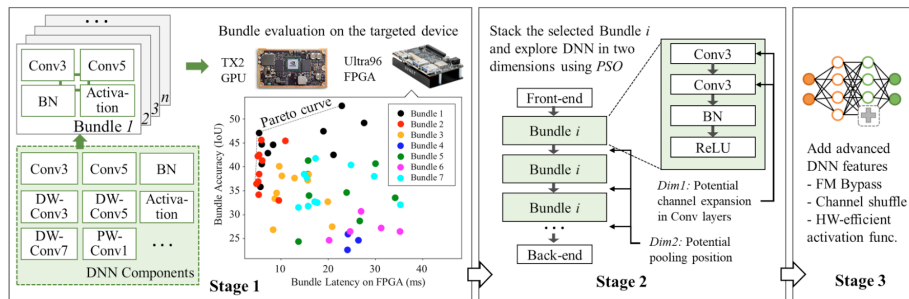 Bundle evaluation on the targeted device
TX2
GPU
Ultra96
FPGA
Conv3
Conv5
BN
Activa-
tion
Bundle 1
2
3
n
Conv3
Conv5
BN
DW-
Conv3
DW-
Conv5
Activation
DW-
Conv7
PW-
Conv1
• • •
DNN Components
Pareto curve
Bundle 1
Bundle 2
Bundle 3
Bundle 4
Bundle 5
Bundle 6
Bundle 7
Bundle Accuracy (IoU)
50
45
40
35
30
25
10
20
30
40
Bundle Latency on FPGA (ms)
Stage 1
Stack the selected Bundle i
and explore DNN in two
dimensions using PSO
Front-end
Bundle i
Bundle i
Bundle i
• • •
Back-end
Conv3
Conv3
BN
ReLU
Dim1: Potential
channel expansion
in Conv layers
Dim2: Potential
pooling position
Stage 2
Add advanced
DNN features
- FM Bypass
- Channel shuffle
- HW-efficient
activation func.
Stage 3